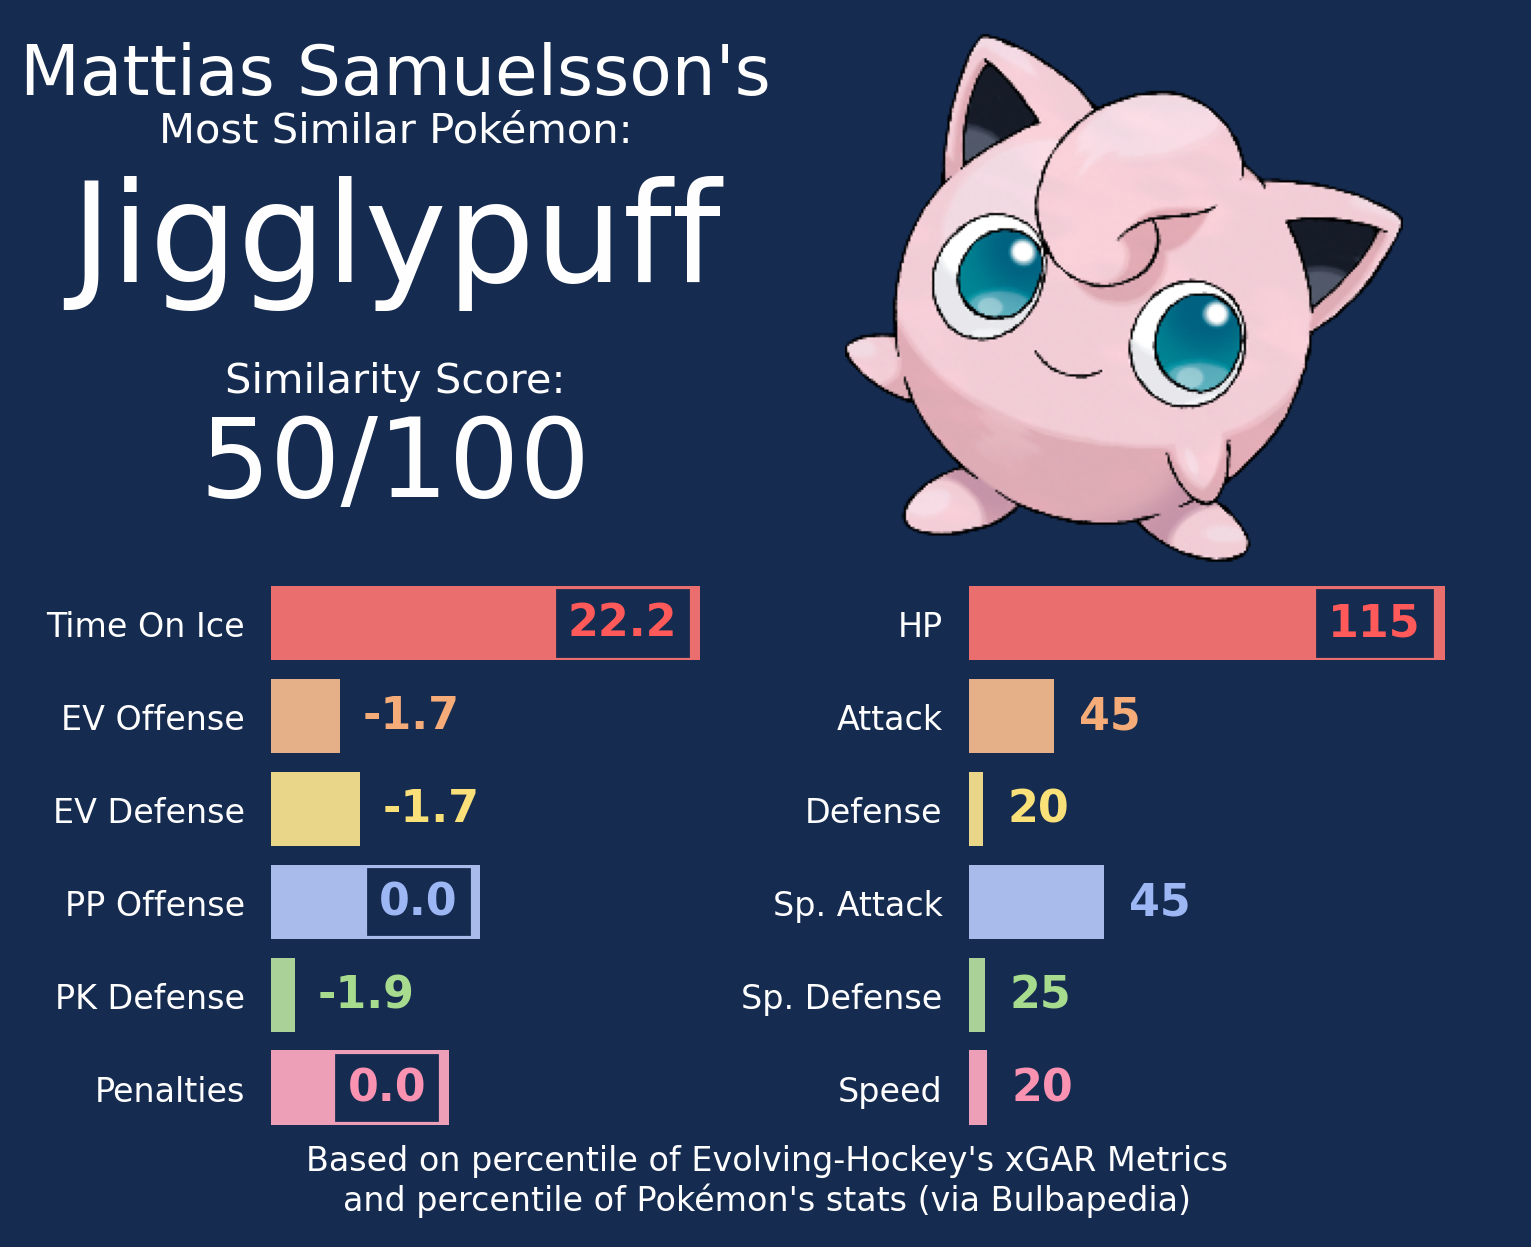 Mattias Samuelsson's
Most Similar Pokémon:
Jigglypuff
Similarity Score:
50/100
Time On Ice 22.2
EV Offense -1.7
EV Defense -1.7
PP Offense 0.0
PK Defense -1.9
Penalties 0.0
HP 115
Attack 45
Defense 20
Sp. Attack 45
Sp. Defense 25
Speed 20
Based on percentile of Evolving-Hockey's xGAR Metrics
and percentile of Pokémon's stats (via Bulbapedia)